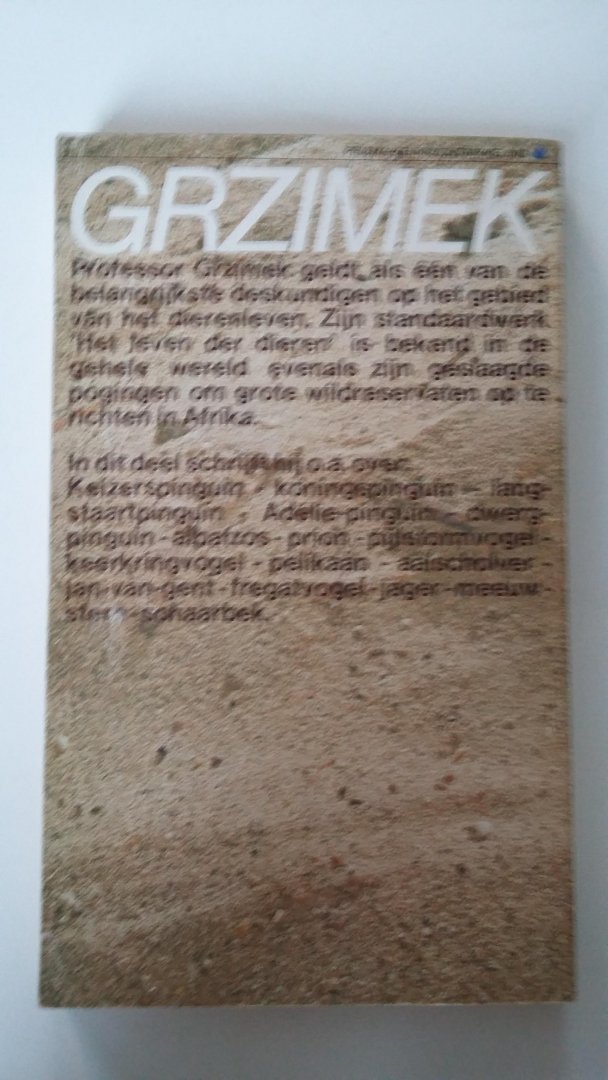 GRZIMEK
Professor Grzimek geldt als één van de
belangrijkste deskundigen op het gebied
van het dierenleven. Zijn standaardwerk
'Het leven der dieren' is bekend in de
gehele wereld evenals zijn geslaagde
pogingen om grote wildreservaten op te
richten in Afrika.
In dit deel schrijft hij o.a. over:
Keizerspinguin - koningspinguin - lang-
staartpinguin - Adelie-pinguin - dwerg-
pinguin - albatros - prion - pijlstormvogel -
keerkringvogel - pelikaan - aalscholver -
jan-van-gent - fregatvogel - jager - meeuw -
stern - schaarbek.